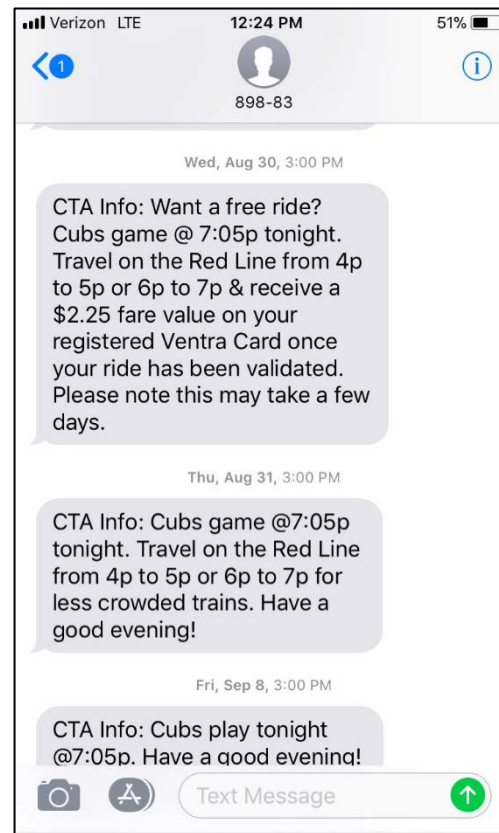 Verizon LTE 12:24 PM 51%
1
898-83
Wed, Aug 30, 3:00 PM
CTA Info: Want a free ride?
Cubs game @ 7:05p tonight.
Travel on the Red Line from 4p
to 5p or 6p to 7p & receive a
$2.25 fare value on your
registered Ventra Card once
your ride has been validated.
Please note this may take a few
days.
Thu, Aug 31, 3:00 PM
CTA Info: Cubs game @7:05p
tonight. Travel on the Red Line
from 4p to 5p or 6p to 7p for
less crowded trains. Have a
good evening!
Fri, Sep 8, 3:00 PM
CTA Info: Cubs play tonight
@7:05p. Have a good evening!
Text Message